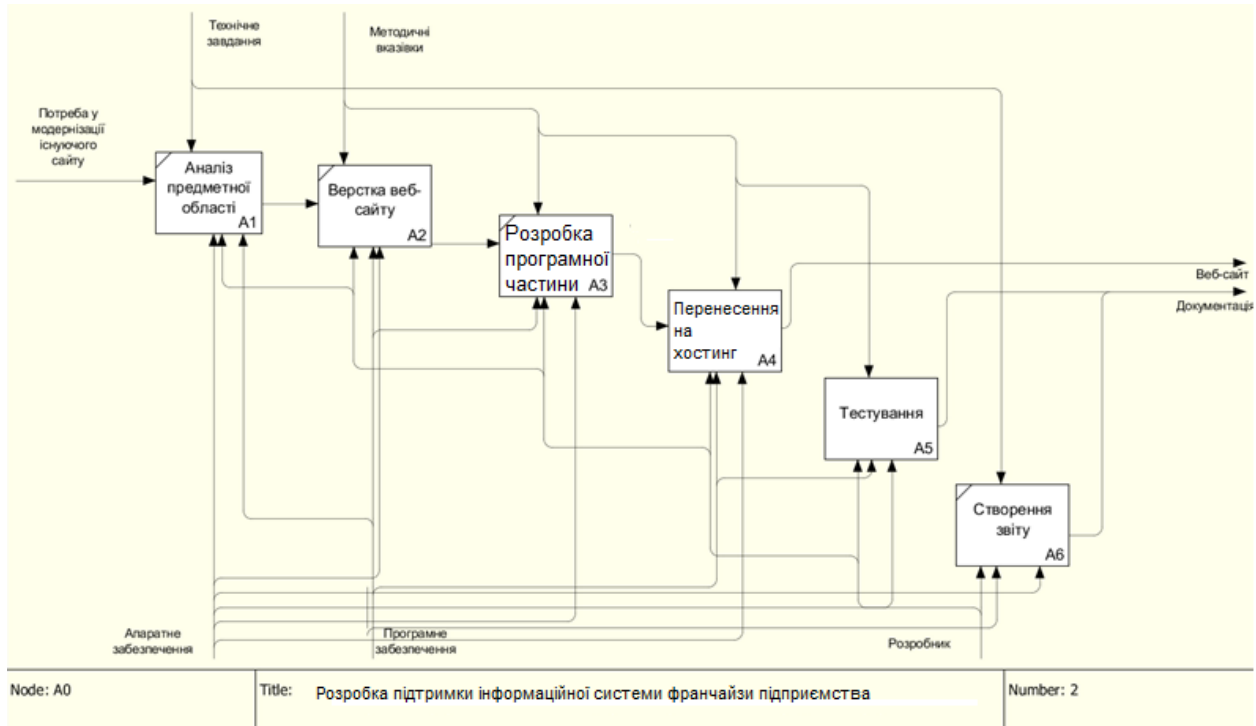 Технічне
завдання
Методичні
вказівки
Потреба у
модернізації
існуючого
сайту
Аналіз
предметної
області
A1
Верстка веб-
сайту
A2
Розробка
програмної
частини A3
Перенесення
на
хостинг
A4
Веб-сайт
Документація
Тестування
A5
Створення
звіту
A6
Апаратне
забезпечення
Програмне
забезпечення
Розробник
Node: A0
Title: Розробка підтримки інформаційної системи франчайзи підприємства
Number: 2